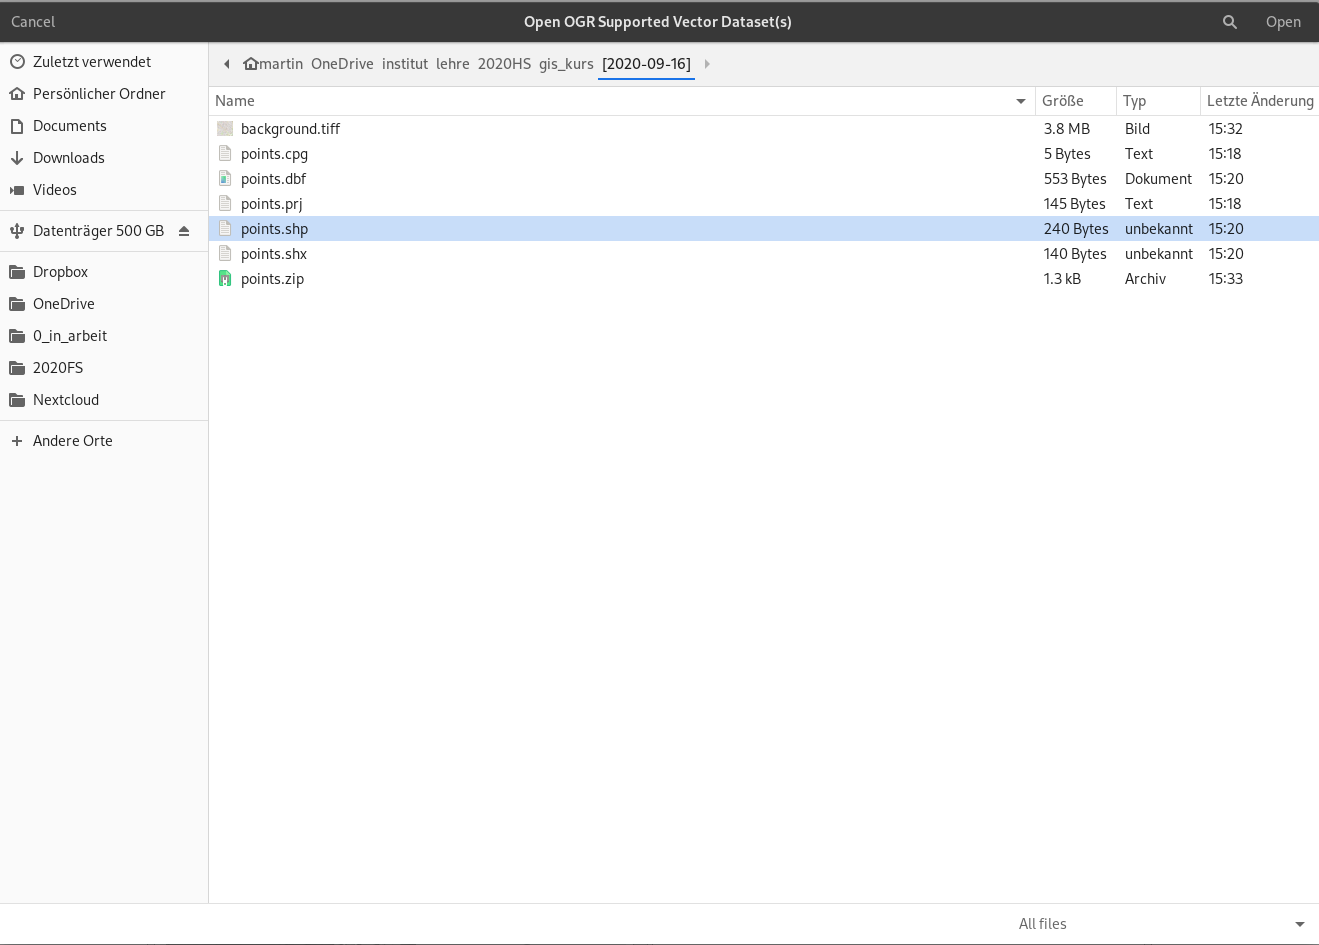 Cancel Open OGR Supported Vector Dataset(s) Open
Zuletzt verwendet
Persönlicher Ordner
Documents
Downloads
Videos
Datenträger 500 GB
Dropbox
OneDrive
0_in_arbeit
2020FS
Nextcloud
Andere Orte
martin OneDrive institut lehre 2020HS gis_kurs [2020-09-16]
Name Größe Typ Letzte Änderung
background.tiff 3.8 MB Bild 15:32
points.cpg 5 Bytes Text 15:18
points.dbf 553 Bytes Dokument 15:20
points.prj 145 Bytes Text 15:18
points.shp 240 Bytes unbekannt 15:20
points.shx 140 Bytes unbekannt 15:20
points.zip 1.3 kB Archiv 15:33
All files